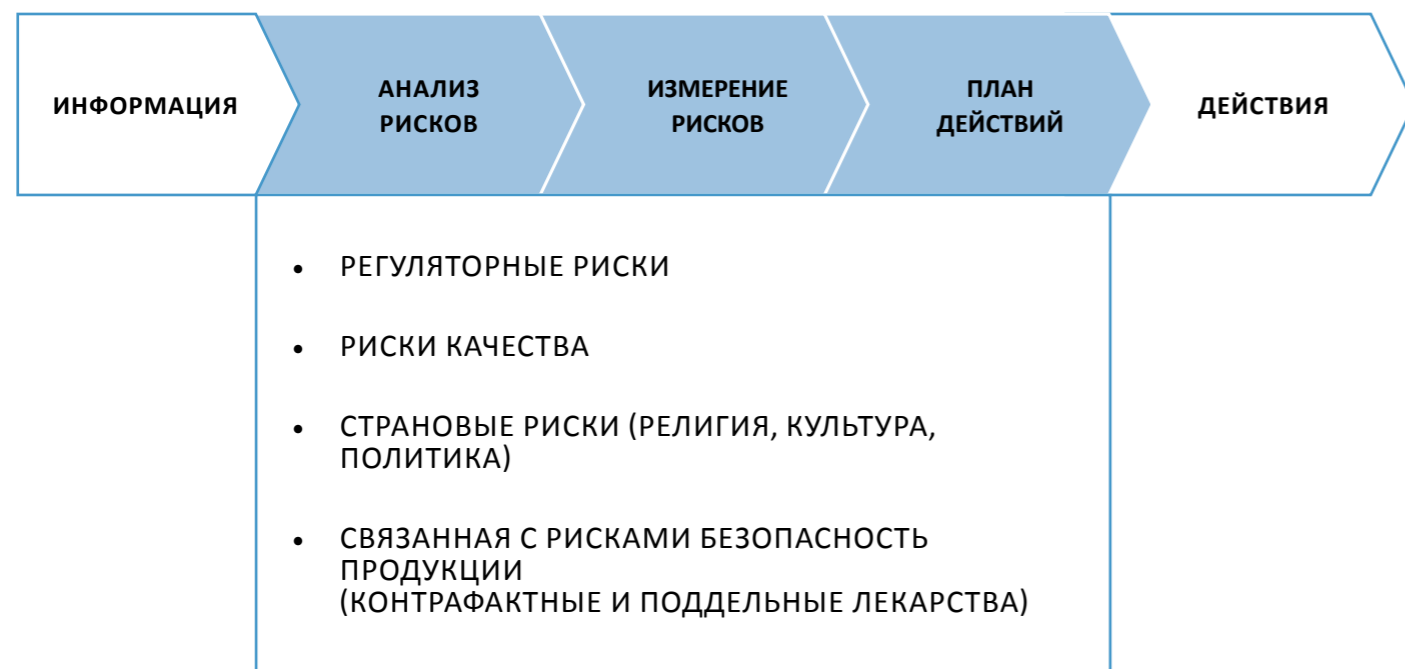 ИНФОРМАЦИЯ
АНАЛИЗ
РИСКОВ
ИЗМЕРЕНИЕ
РИСКОВ
ПЛАН
ДЕЙСТВИЙ
ДЕЙСТВИЯ
• РЕГУЛЯТОРНЫЕ РИСКИ
• РИСКИ КАЧЕСТВА
• СТРАНОВЫЕ РИСКИ (РЕЛИГИЯ, КУЛЬТУРА,
ПОЛИТИКА)
• СВЯЗАННАЯ С РИСКАМИ БЕЗОПАСНОСТЬ
ПРОДУКЦИИ
(КОНТРАФАКТНЫЕ И ПОДДЕЛЬНЫЕ ЛЕКАРСТВА)